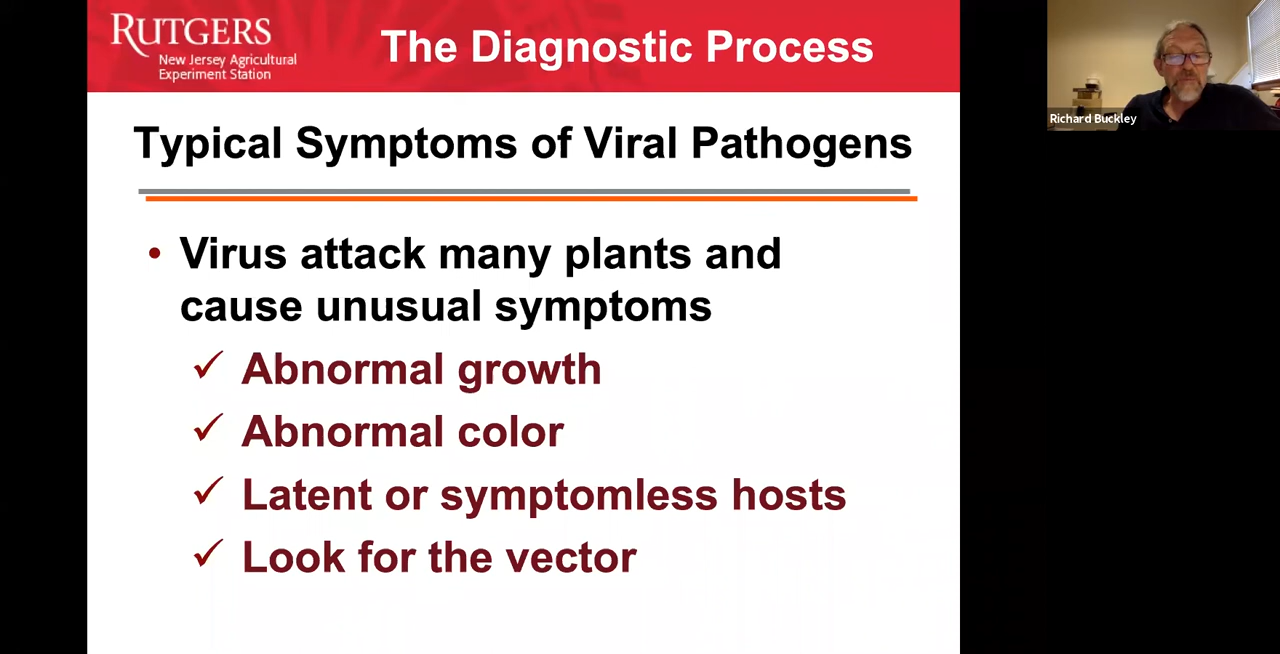 RUTGERS
New Jersey Agricultural
Experiment Station
The Diagnostic Process
Typical Symptoms of Viral Pathogens
• Virus attack many plants and
cause unusual symptoms
✓ Abnormal growth
✓ Abnormal color
✓ Latent or symptomless hosts
✓ Look for the vector
Richard Buckley